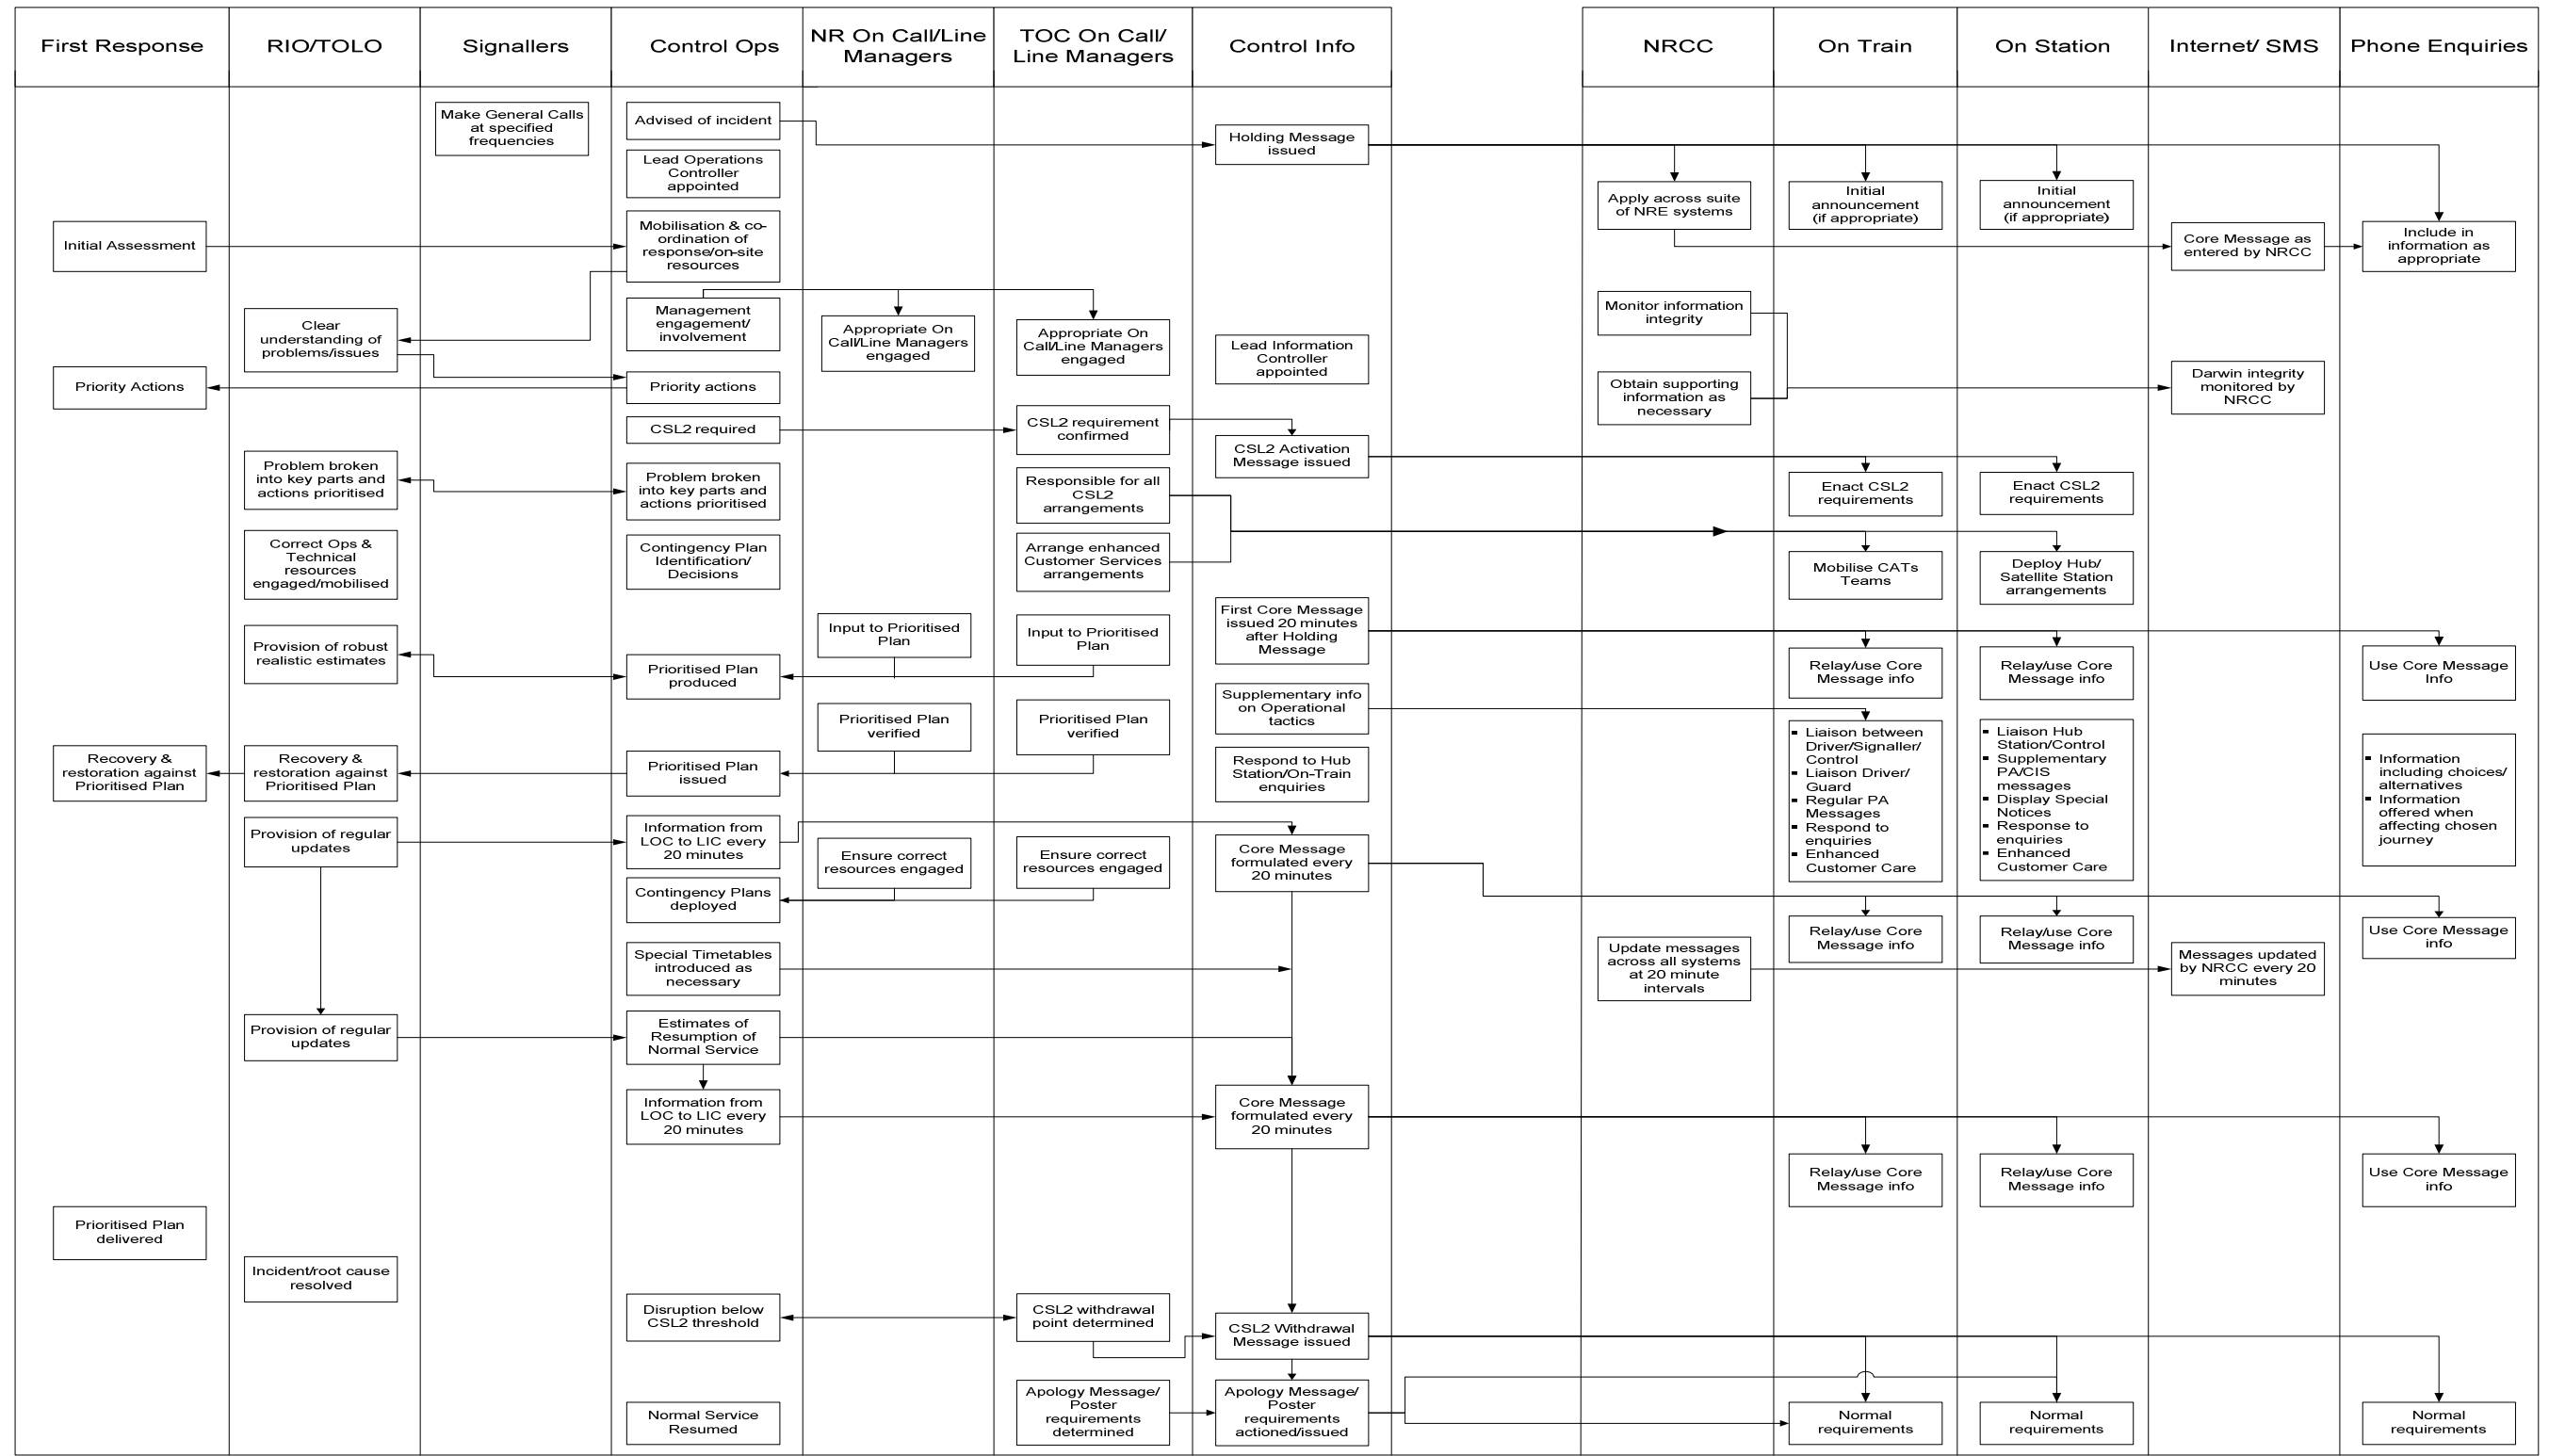 First Response
RIO/TOLO
Signallers
Control Ops
NR On Call/Line
Managers
TOC On Call/
Line Managers
Control Info
NRCC
On Train
On Station
Internet/ SMS
Phone Enquiries
Initial Assessment
Priority Actions
Recovery &
restoration against
Prioritised Plan
Prioritised Plan
delivered
Clear
understanding of
problems/issues
Problem broken
into key parts and
actions prioritised
Correct Ops &
Technical
resources
engaged/mobilised
Provision of robust
realistic estimates
Recovery &
restoration against
Prioritised Plan
Provision of regular
updates
Provision of regular
updates
Incident/root cause
resolved
Make General Calls
at specified
frequencies
Advised of incident
Lead Operations
Controller
appointed
Mobilisation & co-
ordination of
response/on-site
resources
Management
engagement/
involvement
Priority actions
CSL2 required
Problem broken
into key parts and
actions prioritised
Contingency Plan
Identification/
Decisions
Prioritised Plan
produced
Prioritised Plan
issued
Information from
LOC to LIC every
20 minutes
Contingency Plans
deployed
Special Timetables
introduced as
necessary
Estimates of
Resumption of
Normal Service
Information from
LOC to LIC every
20 minutes
Disruption below
CSL2 threshold
Normal Service
Resumed
Appropriate On
Call/Line Managers
engaged
Input to Prioritised
Plan
Prioritised Plan
verified
Ensure correct
resources engaged
Appropriate On
Call/Line Managers
engaged
CSL2 requirement
confirmed
Responsible for all
CSL2
arrangements
Arrange enhanced
Customer Services
arrangements
Input to Prioritised
Plan
Prioritised Plan
verified
Ensure correct
resources engaged
CSL2 withdrawal
point determined
Apology Message/
Poster
requirements
determined
Holding Message
issued
Lead Information
Controller
appointed
CSL2 Activation
Message issued
First Core Message
issued 20 minutes
after Holding
Message
Supplementary info
on Operational
tactics
Respond to Hub
Station/On-Train
enquiries
Core Message
formulated every
20 minutes
Core Message
formulated every
20 minutes
CSL2 Withdrawal
Message issued
Apology Message/
Poster
requirements
actioned/issued
Apply across suite
of NRE systems
Monitor information
integrity
Obtain supporting
information as
necessary
Update messages
across all systems
at 20 minute
intervals
Initial
announcement
(if appropriate)
Enact CSL2
requirements
Mobilise CATs
Teams
Relay/use Core
Message info
▪ Liaison between
Driver/Signaller/
Control
▪ Liaison Driver/
Guard
▪ Regular PA
Messages
▪ Respond to
enquiries
▪ Enhanced
Customer Care
Relay/use Core
Message info
Relay/use Core
Message info
Normal
requirements
Initial
announcement
(if appropriate)
Enact CSL2
requirements
Deploy Hub/
Satellite Station
arrangements
Relay/use Core
Message info
▪ Liaison Hub
Station/Control
▪ Supplementary
PA/CIS
messages
▪ Display Special
Notices
▪ Response to
enquiries
▪ Enhanced
Customer Care
Relay/use Core
Message info
Relay/use Core
Message info
Normal
requirements
Core Message as
entered by NRCC
Darwin integrity
monitored by
NRCC
Messages updated
by NRCC every 20
minutes
Include in
information as
appropriate
Use Core Message
Info
▪ Information
including choices/
alternatives
▪ Information
offered when
affecting chosen
journey
Use Core Message
info
Use Core Message
info
Normal
requirements